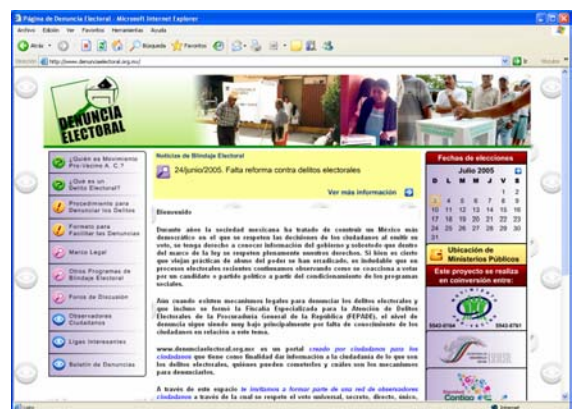 Página de Denuncia Electoral - Microsoft Internet Explorer
Archivo Edición Ver Favoritos Herramientas Ayuda
Atrás Búsqueda Favoritos
Dirección http://www.denunciaelectoral.org.mx/ Ir
DENUNCIA
ELECTORAL
¿Quién es Movimiento
Pro-Vecino A. C.?
¿Qué es un
Delito Electoral?
Procedimiento para
Denunciar los Delitos
Formato para
Facilitar las Denuncias
Marco Legal
Otros Programas de
Blindaje Electoral
Foros de Discusión
Observadores
Ciudadanos
Ligas Interesantes
Boletín de Denuncias
Noticias de Blindaje Electoral
24/junio/2005. Falta reforma contra delitos electorales
Ver más información
Bienvenido
Durante años la sociedad mexicana ha tratado de construir un México más
democrático en el que se respeten las decisiones de los ciudadanos al emitir su
voto, se tenga derecho a conocer información del gobierno y sobretodo que dentro
del marco de la ley se respeten plenamente nuestros derechos. Si bien es cierto
que viejas prácticas de abuso del poder se han erradicado, es indudable que en
procesos electorales recientes continuamos observando como se coacciona a votar
por un candidato o partido político a partir del condicionamiento de los programas
sociales.
Aún cuando existen mecanismos legales para denunciar los delitos electorales y
que incluso se formó la Fiscalía Especializada para la Atención de Delitos
Electorales de la Procuraduría General de la República (FEPADE), el nivel de
denuncia sigue siendo muy bajo principalmente por falta de conocimiento de los
ciudadanos en relación a este tema.
www.denunciaelectoral.org.mx es un portal creado por ciudadanos para los
ciudadanos que tiene como finalidad dar información a la ciudadanía de lo que son
los delitos electorales, quiénes pueden cometerlos y cuáles son los mecanismos
para denunciarlos.
A través de este espacio te invitamos a formar parte de una red de observadores
ciudadanos a través de la cual se respete el voto universal, secreto, directo, único,
Fechas de elecciones
Julio 2005
D L M M J V S
1 2
3 4 5 6 7 8 9
10 11 12 13 14 15 16
17 18 19 20 21 22 23
24 25 26 27 28 29 30
31
Ubicación de
Ministerios Públicos
Este proyecto se realiza
en coinversión entre:
5543-8764 5543-8761
Contigo
Internet